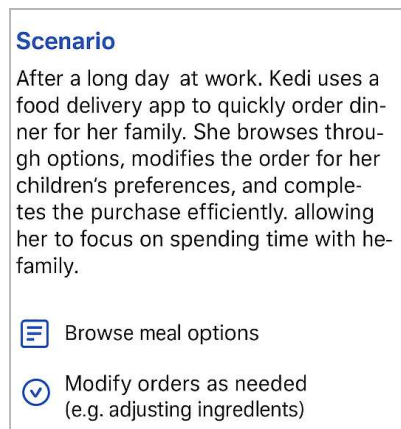 Scenario
After a long day at work. Kedi uses a
food delivery app to quickly order din-
ner for her family. She browses throu-
gh options, modifies the order for her
children's preferences, and comple-
tes the purchase efficiently. allowing
her to focus on spending time with he-
family.
Browse meal options
Modify orders as needed
(e.g. adjusting ingredlents)